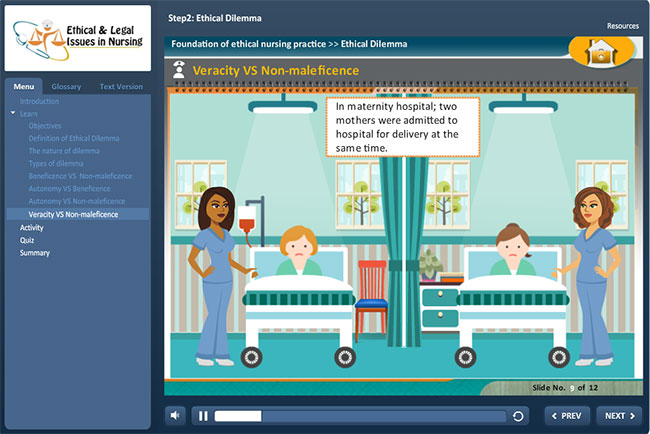 Ethical & Legal
Issues in Nursing
Step2: Ethical Dilemma
Resources
Menu
Glossary
Text Version
Introduction
Learn
Objectives
Definition of Ethical Dilemma
The nature of dilemma
Types of dilemma
Beneficence VS Non-maleficence
Autonomy VS Beneficence
Autonomy VS Non-maleficence
Veracity VS Non-maleficence
Activity
Quiz
Summary
Foundation of ethical nursing practice >> Ethical Dilemma
Veracity VS Non-maleficence
In maternity hospital; two
mothers were admitted to
hospital for delivery at the
same time.
Slide No. 9 of 12
< PREV
NEXT >